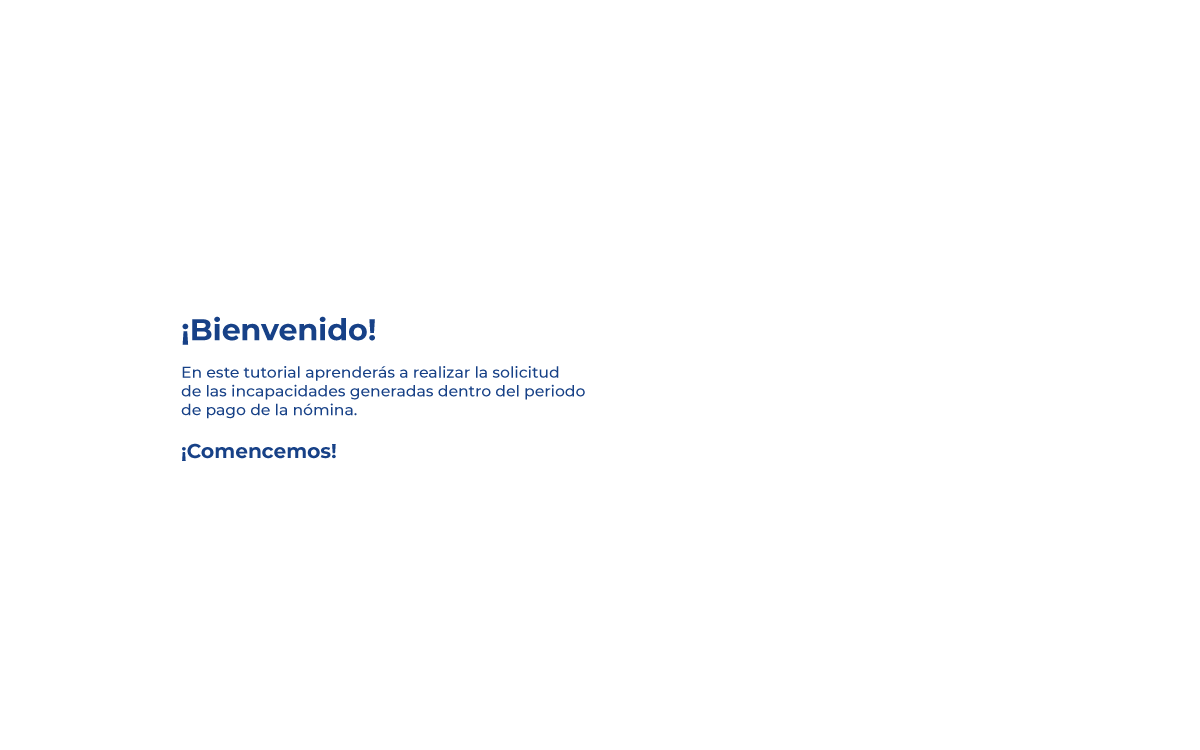 ¡Bienvenido!
En este tutorial aprenderás a realizar la solicitud
de las incapacidades generadas dentro del periodo
de pago de la nómina.
¡Comencemos!